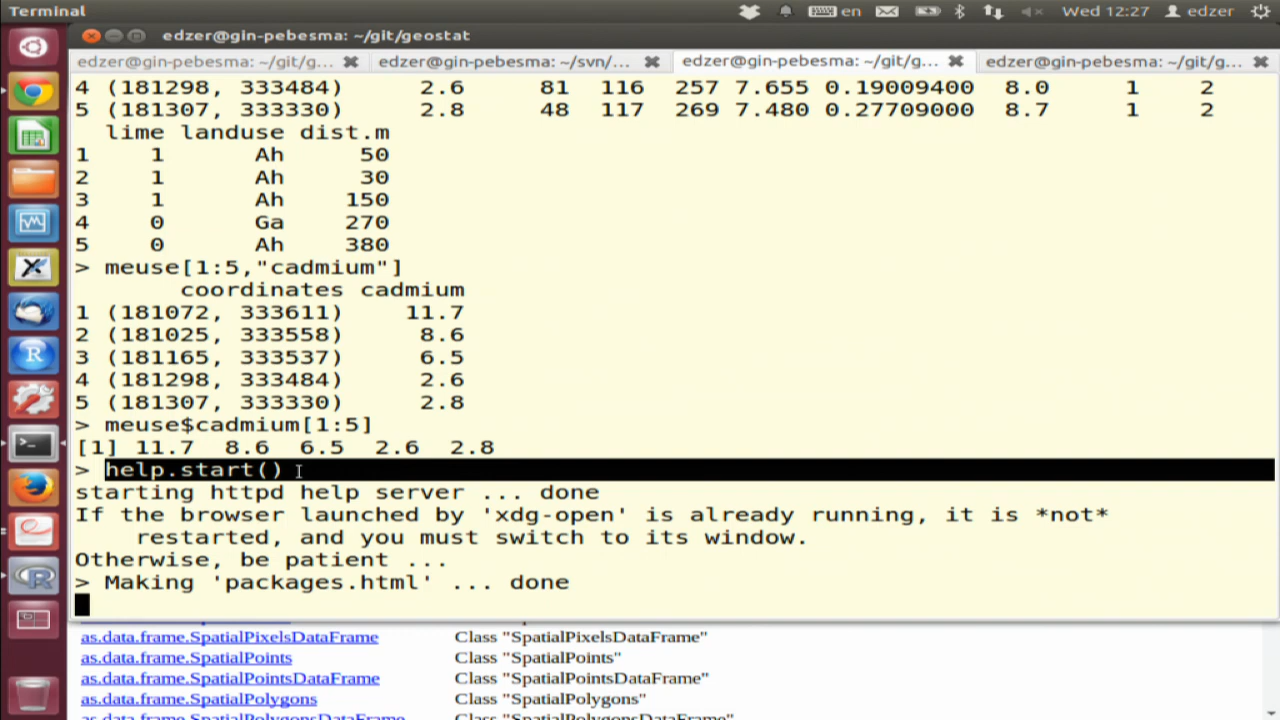 Terminal en Wed 12:27 edzer
edzer@gin-pebesma: ~/git/geostat
edzer@gin-pebesma: ~/git/g... edzer@gin-pebesma: ~/svn/... edzer@gin-pebesma: ~/git/g... edzer@gin-pebesma: ~/git/g...
4 (181298, 333484) 2.6 81 116 257 7.655 0.19009400 8.0 1 2
5 (181307, 333330) 2.8 48 117 269 7.480 0.27709000 8.7 1 2
lime landuse dist.m
1 1 Ah 50
2 1 Ah 30
3 1 Ah 150
4 0 Ga 270
5 0 Ah 380
> meuse[1:5,"cadmium"]
coordinates cadmium
1 (181072, 333611) 11.7
2 (181025, 333558) 8.6
3 (181165, 333537) 6.5
4 (181298, 333484) 2.6
5 (181307, 333330) 2.8
> meuse$cadmium[1:5]
[1] 11.7 8.6 6.5 2.6 2.8
> help.start()
starting httpd help server ... done
If the browser launched by 'xdg-open' is already running, it is *not*
restarted, and you must switch to its window.
Otherwise, be patient ...
> Making 'packages.html' ... done
as.data.frame.SpatialPixelsDataFrame Class "SpatialPixelsDataFrame"
as.data.frame.SpatialPoints Class "SpatialPoints"
as.data.frame.SpatialPointsDataFrame Class "SpatialPointsDataFrame"
as.data.frame.SpatialPolygons Class "SpatialPolygons"
as.data.frame.SpatialPolygonsDataFrame Class "SpatialPolygonsDataFrame"